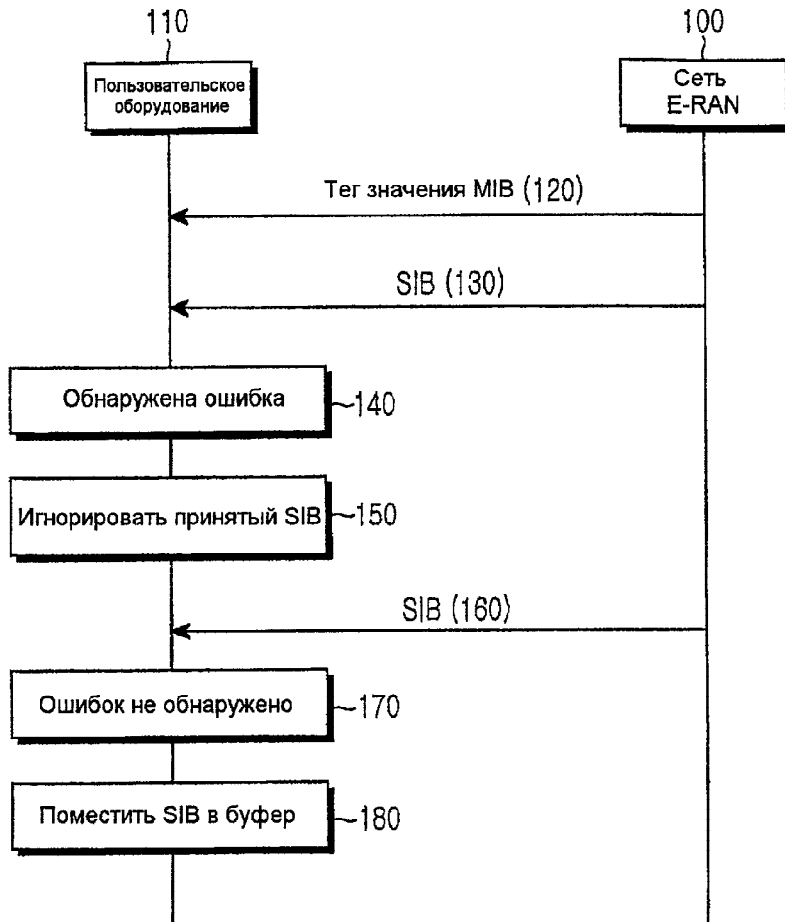 110
100
Пользовательское
оборудование
Сеть
E-RAN
Тег значения MIB (120)
SIB (130)
Обнаружена ошибка
140
Игнорировать принятый SIB
150
SIB (160)
Ошибок не обнаружено
170
Поместить SIB в буфер
180